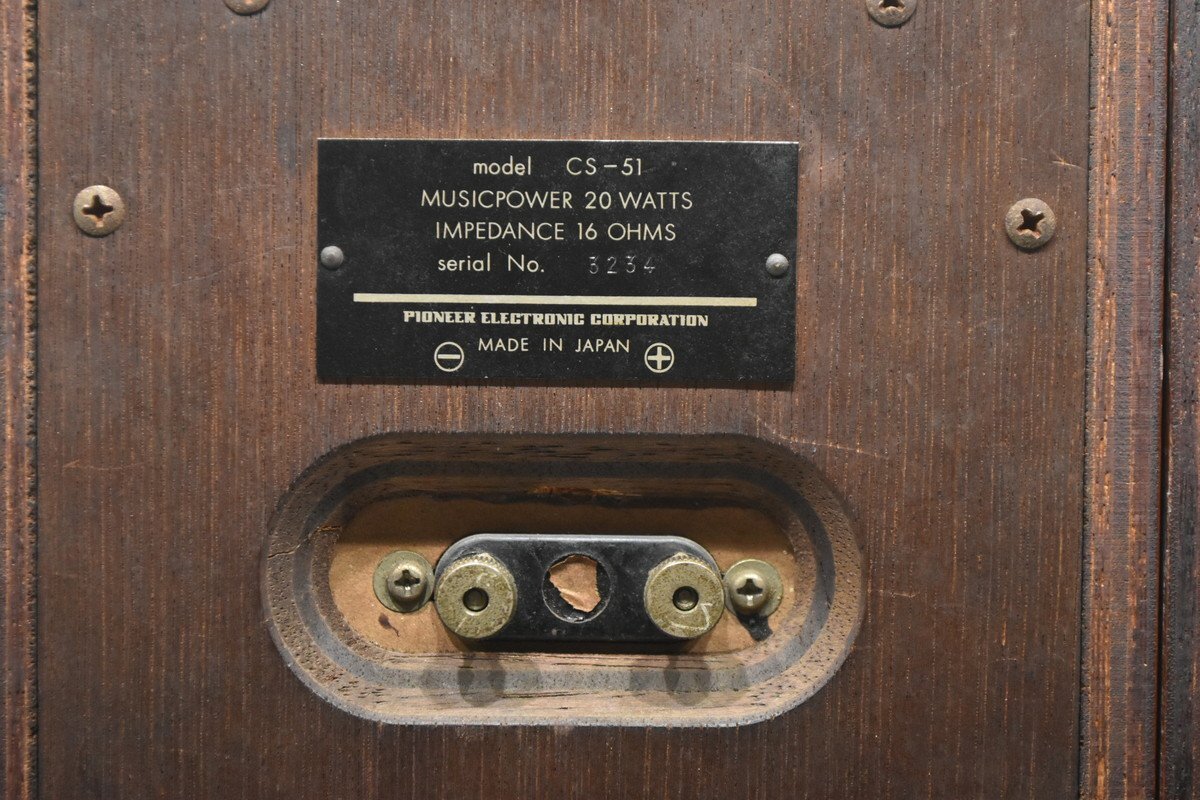 model CS-51
MUSICPOWER 20 WATTS
IMPEDANCE 16 OHMS
serial No. 3234
PIONEER ELECTRONIC CORPORATION
MADE IN JAPAN
⊖ ⊕